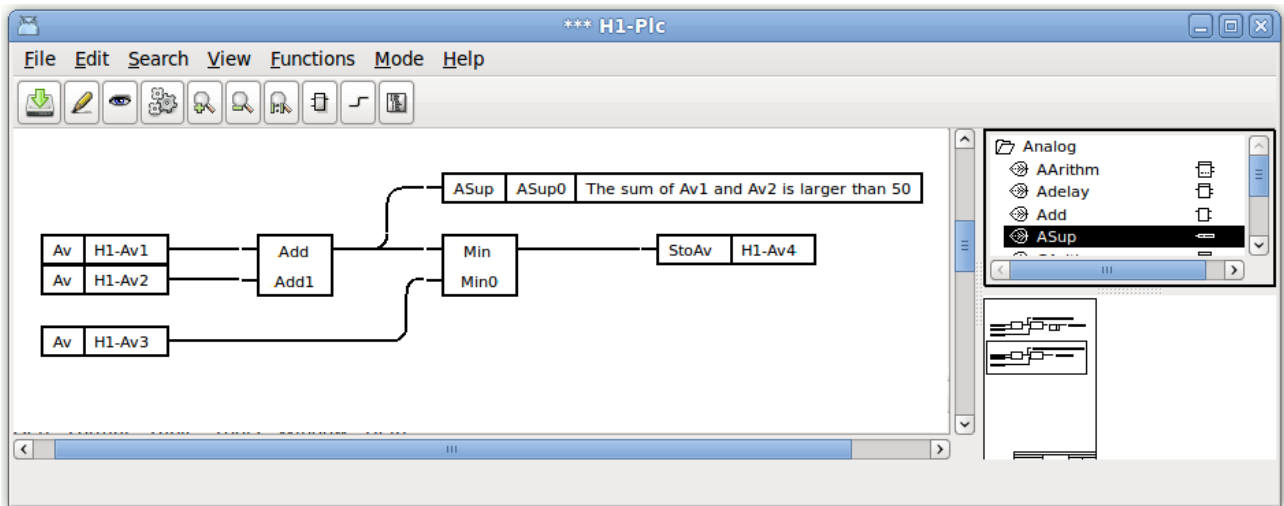 *** H1-Plc
File Edit Search View Functions Mode Help
Analog
AArithm
Adelay
Add
ASup
ASup ASup0 The sum of Av1 and Av2 is larger than 50
Av H1-Av1
Av H1-Av2
Add
Add1
Min
Min0
StoAv H1-Av4
Av H1-Av3